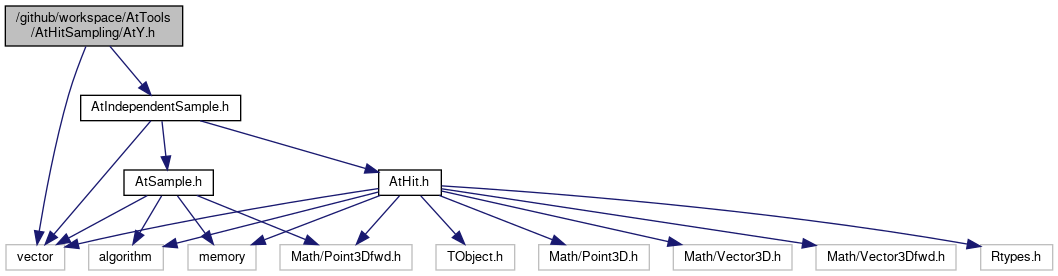 /github/workspace/AtTools
/AtHitSampling/AtY.h
AtIndependentSample.h
AtSample.h
AtHit.h
vector
algorithm
memory
Math/Point3Dfwd.h
TObject.h
Math/Point3D.h
Math/Vector3D.h
Math/Vector3Dfwd.h
Rtypes.h